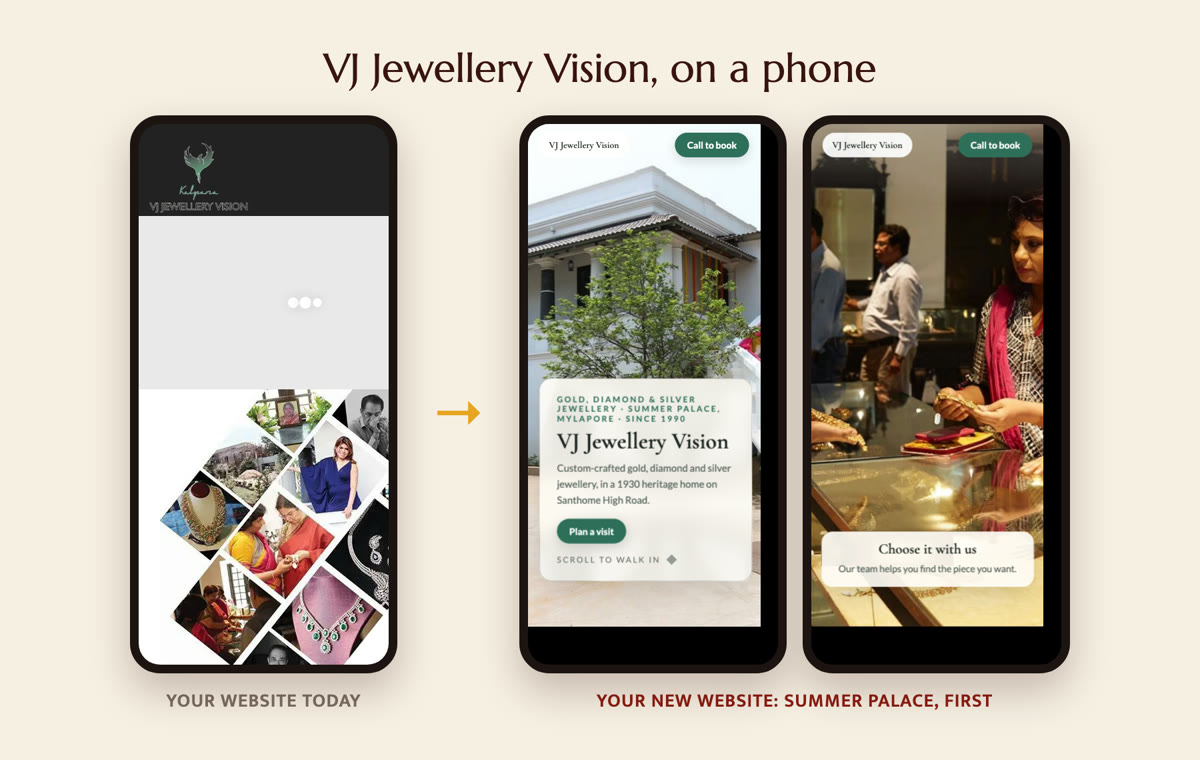 VJ Jewellery Vision, on a phone
Kalpana
VJ JEWELLERY VISION
VJ Jewellery Vision
Call to book
GOLD, DIAMOND & SILVER
JEWELLERY · SUMMER PALACE,
MYLAPORE · SINCE 1990
VJ Jewellery Vision
Custom-crafted gold, diamond and silver
jewellery, in a 1930 heritage home on
Santhome High Road.
Plan a visit
SCROLL TO WALK IN
VJ Jewellery Vision
Call to book
Choose it with us
Our team helps you find the piece you want.
YOUR WEBSITE TODAY
YOUR NEW WEBSITE: SUMMER PALACE, FIRST